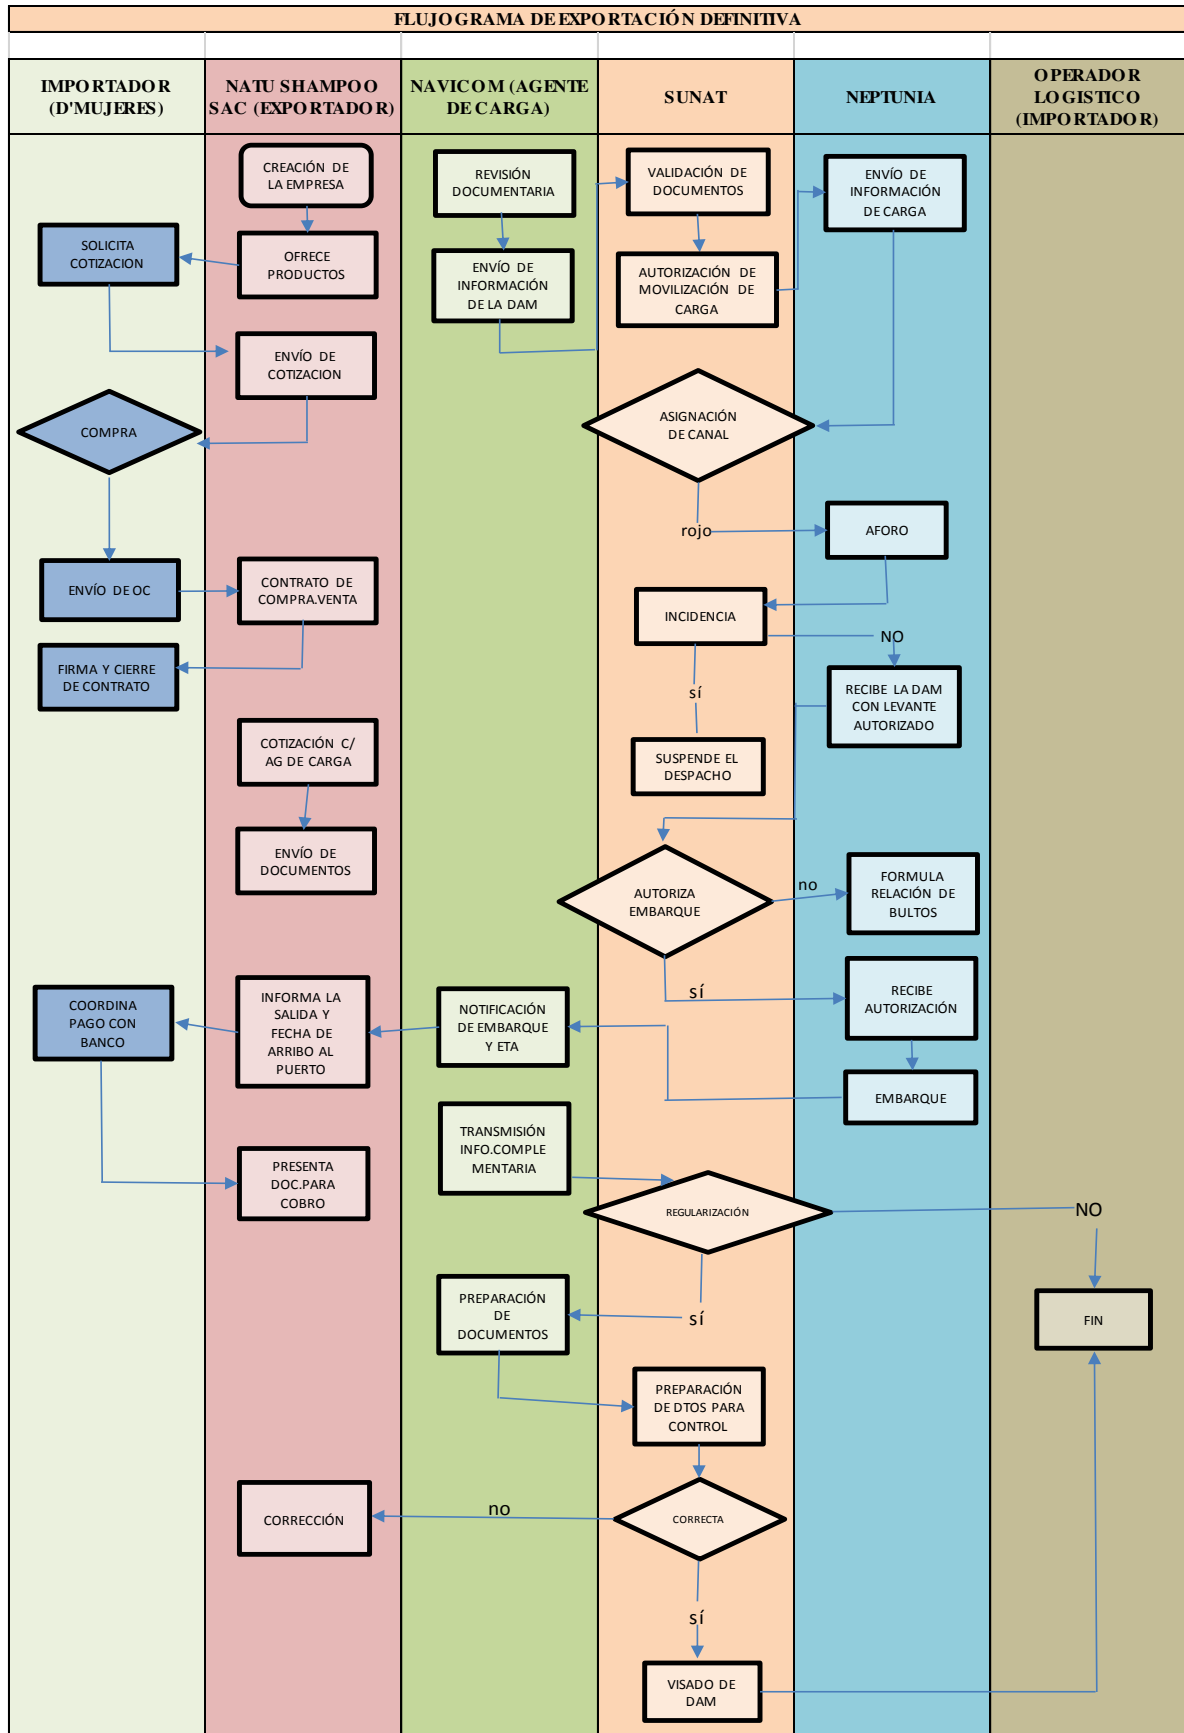 FLUJOGRAMA DE EXPORTACIÓN DEFINITIVA
IMPORTADOR
(D'MUJERES)
NATU SHAMPOO
SAC (EXPORTADOR)
NAVICOM (AGENTE
DE CARGA)
SUNAT
NEPTUNIA
OPERADOR
LOGISTICO
(IMPORTADOR)
CREACIÓN DE
LA EMPRESA
REVISIÓN
DOCUMENTARIA
VALIDACIÓN DE
DOCUMENTOS
ENVÍO DE
INFORMACIÓN
DE CARGA
SOLICITA
COTIZACION
OFRECE
PRODUCTOS
ENVÍO DE
INFORMACIÓN
DE LA DAM
AUTORIZACIÓN DE
MOVILIZACIÓN DE
CARGA
ENVÍO DE
COTIZACION
COMPRA
ASIGNACIÓN
DE CANAL
rojo
AFORO
ENVÍO DE OC
CONTRATO DE
COMPRA.VENTA
INCIDENCIA
NO
FIRMA Y CIERRE
DE CONTRATO
sí
RECIBE LA DAM
CON LEVANTE
AUTORIZADO
COTIZACIÓN C/
AG DE CARGA
SUSPENDE EL
DESPACHO
ENVÍO DE
DOCUMENTOS
AUTORIZA
EMBARQUE
no
FORMULA
RELACIÓN DE
BULTOS
sí
COORDINA
PAGO CON
BANCO
INFORMA LA
SALIDA Y
FECHA DE
ARRIBO AL
PUERTO
NOTIFICACIÓN
DE EMBARQUE
Y ETA
RECIBE
AUTORIZACIÓN
EMBARQUE
TRANSMISIÓN
INFO.COMPLE
MENTARIA
PRESENTA
DOC.PARA
COBRO
REGULARIZACIÓN
NO
PREPARACIÓN
DE
DOCUMENTOS
sí
FIN
PREPARACIÓN
DE DTOS PARA
CONTROL
CORRECCIÓN
no
CORRECTA
sí
VISADO DE
DAM